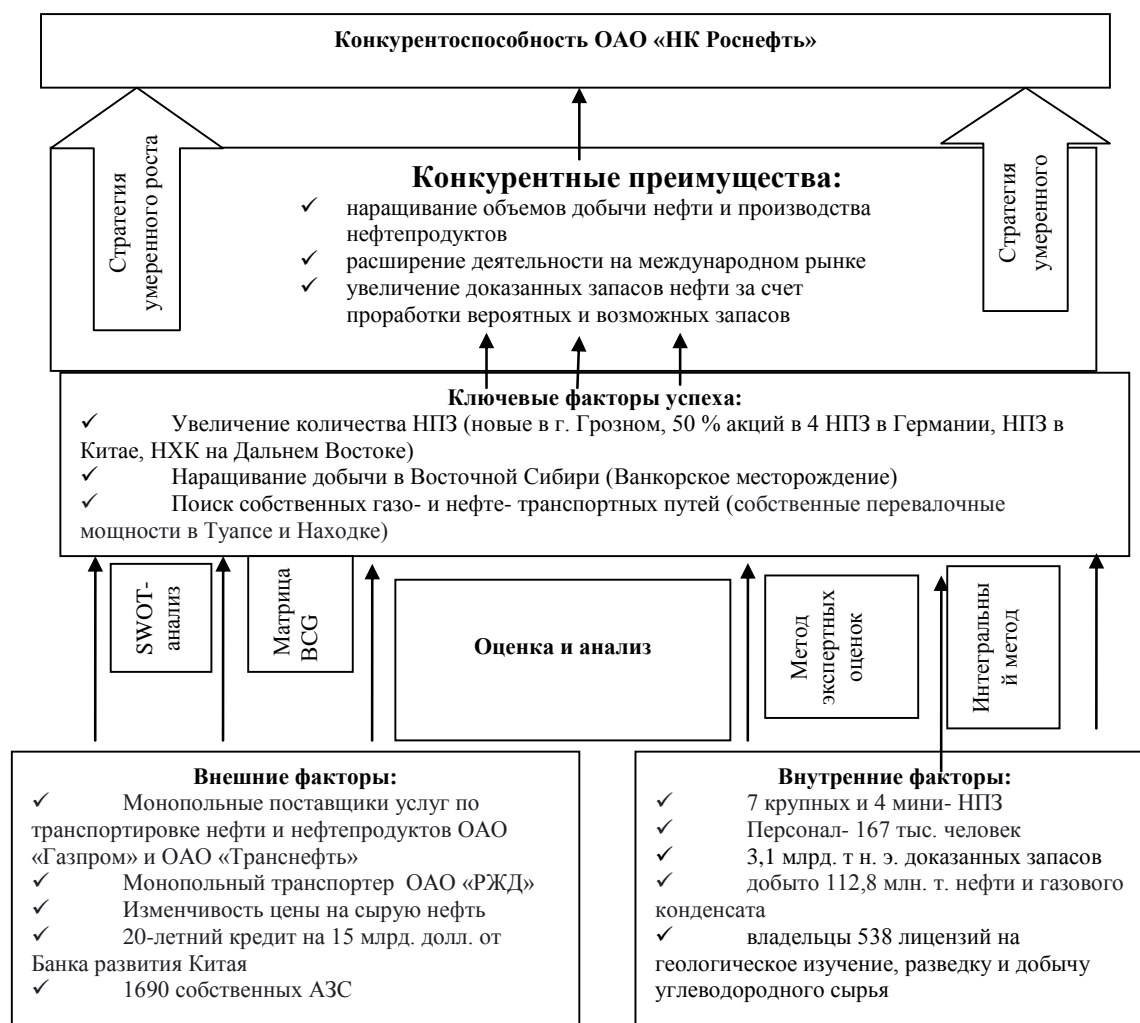 Конкурентоспособность ОАО «НК Роснефть»
Стратегия
умеренного роста
Конкурентные преимущества:
✓ наращивание объемов добычи нефти и производства
нефтепродуктов
✓ расширение деятельности на международном рынке
✓ увеличение доказанных запасов нефти за счет
проработки вероятных и возможных запасов
Стратегия
умеренного
Ключевые факторы успеха:
✓ Увеличение количества НПЗ (новые в г. Грозном, 50 % акций в 4 НПЗ в Германии, НПЗ в
Китае, НХК на Дальнем Востоке)
✓ Наращивание добычи в Восточной Сибири (Ванкорское месторождение)
✓ Поиск собственных газо- и нефте- транспортных путей (собственные перевалочные
мощности в Туапсе и Находке)
SWOT-
анализ
Матрица
BCG
Оценка и анализ
Метод
экспертных
оценок
Интегральны
й метод
Внешние факторы:
✓ Монопольные поставщики услуг по
транспортировке нефти и нефтепродуктов ОАО
«Газпром» и ОАО «Транснефть»
✓ Монопольный транспортер ОАО «РЖД»
✓ Изменчивость цены на сырую нефть
✓ 20-летний кредит на 15 млрд. долл. от
Банка развития Китая
✓ 1690 собственных АЗС
Внутренние факторы:
✓ 7 крупных и 4 мини- НПЗ
✓ Персонал- 167 тыс. человек
✓ 3,1 млрд. т н. э. доказанных запасов
✓ добыто 112,8 млн. т. нефти и газового
конденсата
✓ владельцы 538 лицензий на
геологическое изучение, разведку и добычу
углеводородного сырья